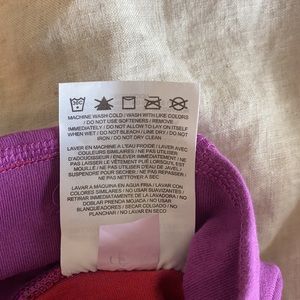 MACHINE WASH COLD / WASH WITH LIKE COLORS
/ DO NOT USE SOFTENERS / REMOVE
IMMEDIATELY / DO NOT ALLOW TO LAY ON ITSELF
WHEN WET / DO NOT BLEACH / LINE DRY / DO NOT
IRON / DO NOT DRY CLEAN
LAVER EN MACHINE A L'EAU FROIDE / LAVER AVEC
COULEURS SIMILAIRES / NE PAS UTILISER
D'ADOUCISSEUR / ENLEVER IMMEDIATEMENT / NE
PAS LAISSER LE VÊTEMENT PLIÉ LORSQU'IL EST
MOUILLÉ / NE PAS UTILISER D'EAU DE JAVEL /
SUSPENDRE POUR SECHER / NE PAS REPASSER / NE
PAS NETTOYER A SEC
LAVAR A MÁQUINA EN AGUA FRIA / LAVAR CON
COLORES SIMILARES / NO USAR SUAVIZANTES /
RETIRAR INMEDIATAMENTE DE LA LAVADORA / NO
DOBLAR PRENDA MOJADA / NO USAR
BLANQUEADORES / SECAR COLGADO / NO
PLANCHAR / NO LAVA EN SECO